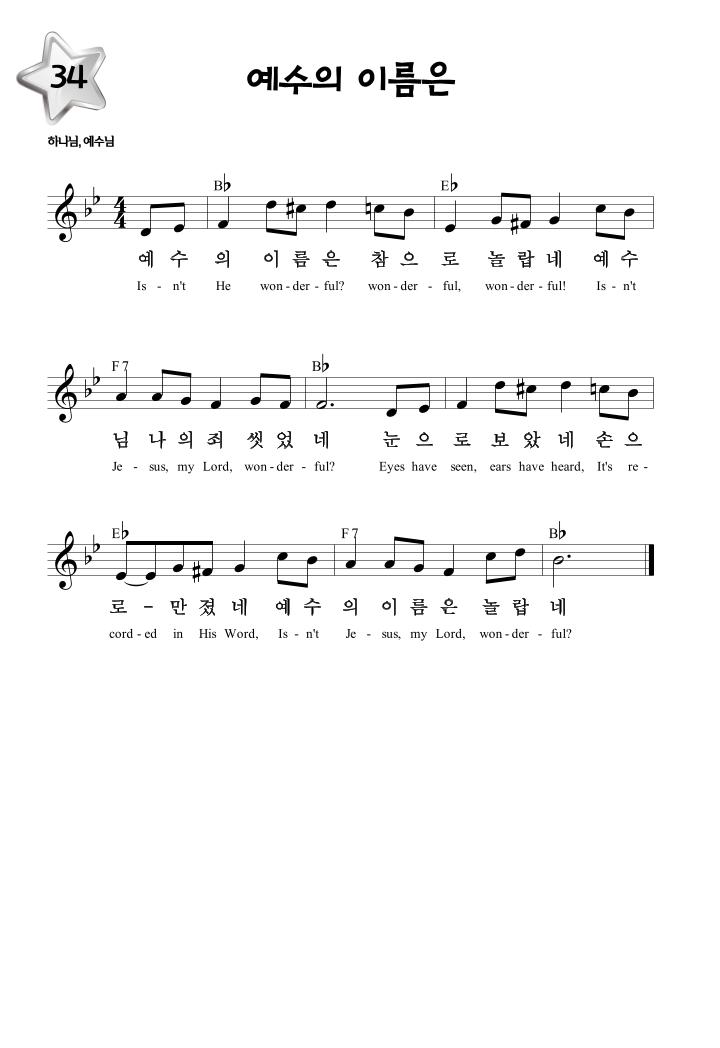 34
예수의 이름은
하나님, 예수님
B♭ E♭
4
4
예 수 의 이 름 은 참 으 로 놀 랍 네 예 수
Is - n't He won - der - ful? won - der - ful, won - der - ful! Is - n't
F 7 B♭
님 나 의 죄 씻 었 네 눈 으 로 보 았 네 손 으
Je - sus, my Lord, won - der - ful? Eyes have seen, ears have heard, It's re -
E♭ F 7 B♭
로 - 만 졌 네 예 수 의 이 름 은 놀 랍 네
cord - ed in His Word, Is - n't Je - sus, my Lord, won - der - ful?